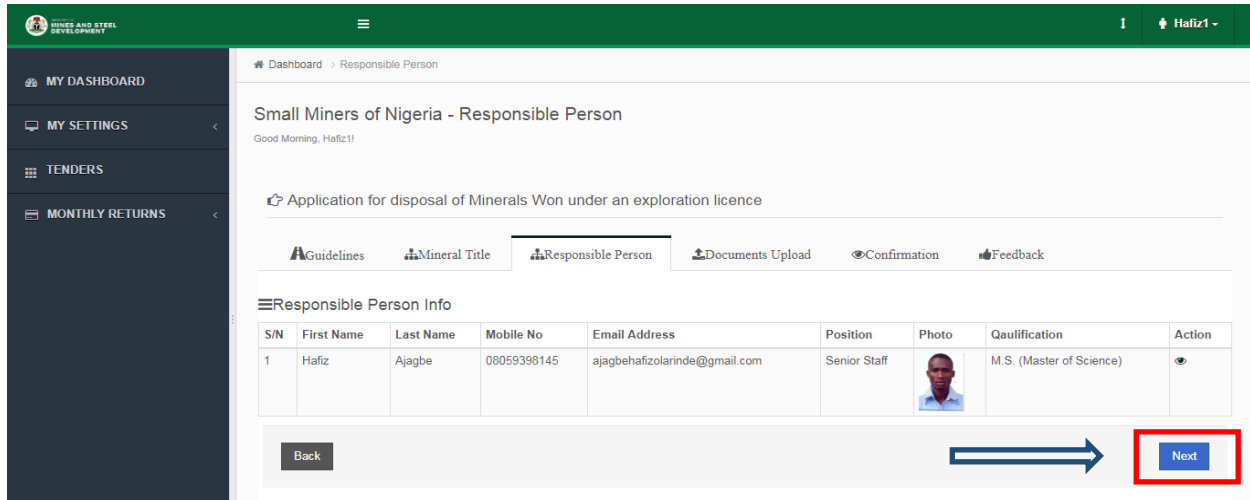 MINES AND STEEL
DEVELOPMENT
Hafiz1
MY DASHBOARD
MY SETTINGS
TENDERS
MONTHLY RETURNS
Dashboard > Responsible Person
Small Miners of Nigeria - Responsible Person
Good Morning, Hafiz1!
Application for disposal of Minerals Won under an exploration licence
Guidelines Mineral Title Responsible Person Documents Upload Confirmation Feedback
Responsible Person Info
S/N First Name Last Name Mobile No Email Address Position Photo Qaulification Action
1 Hafiz Ajagbe 08059398145 ajagbehafizolarinde@gmail.com Senior Staff M.S. (Master of Science)
Back Next